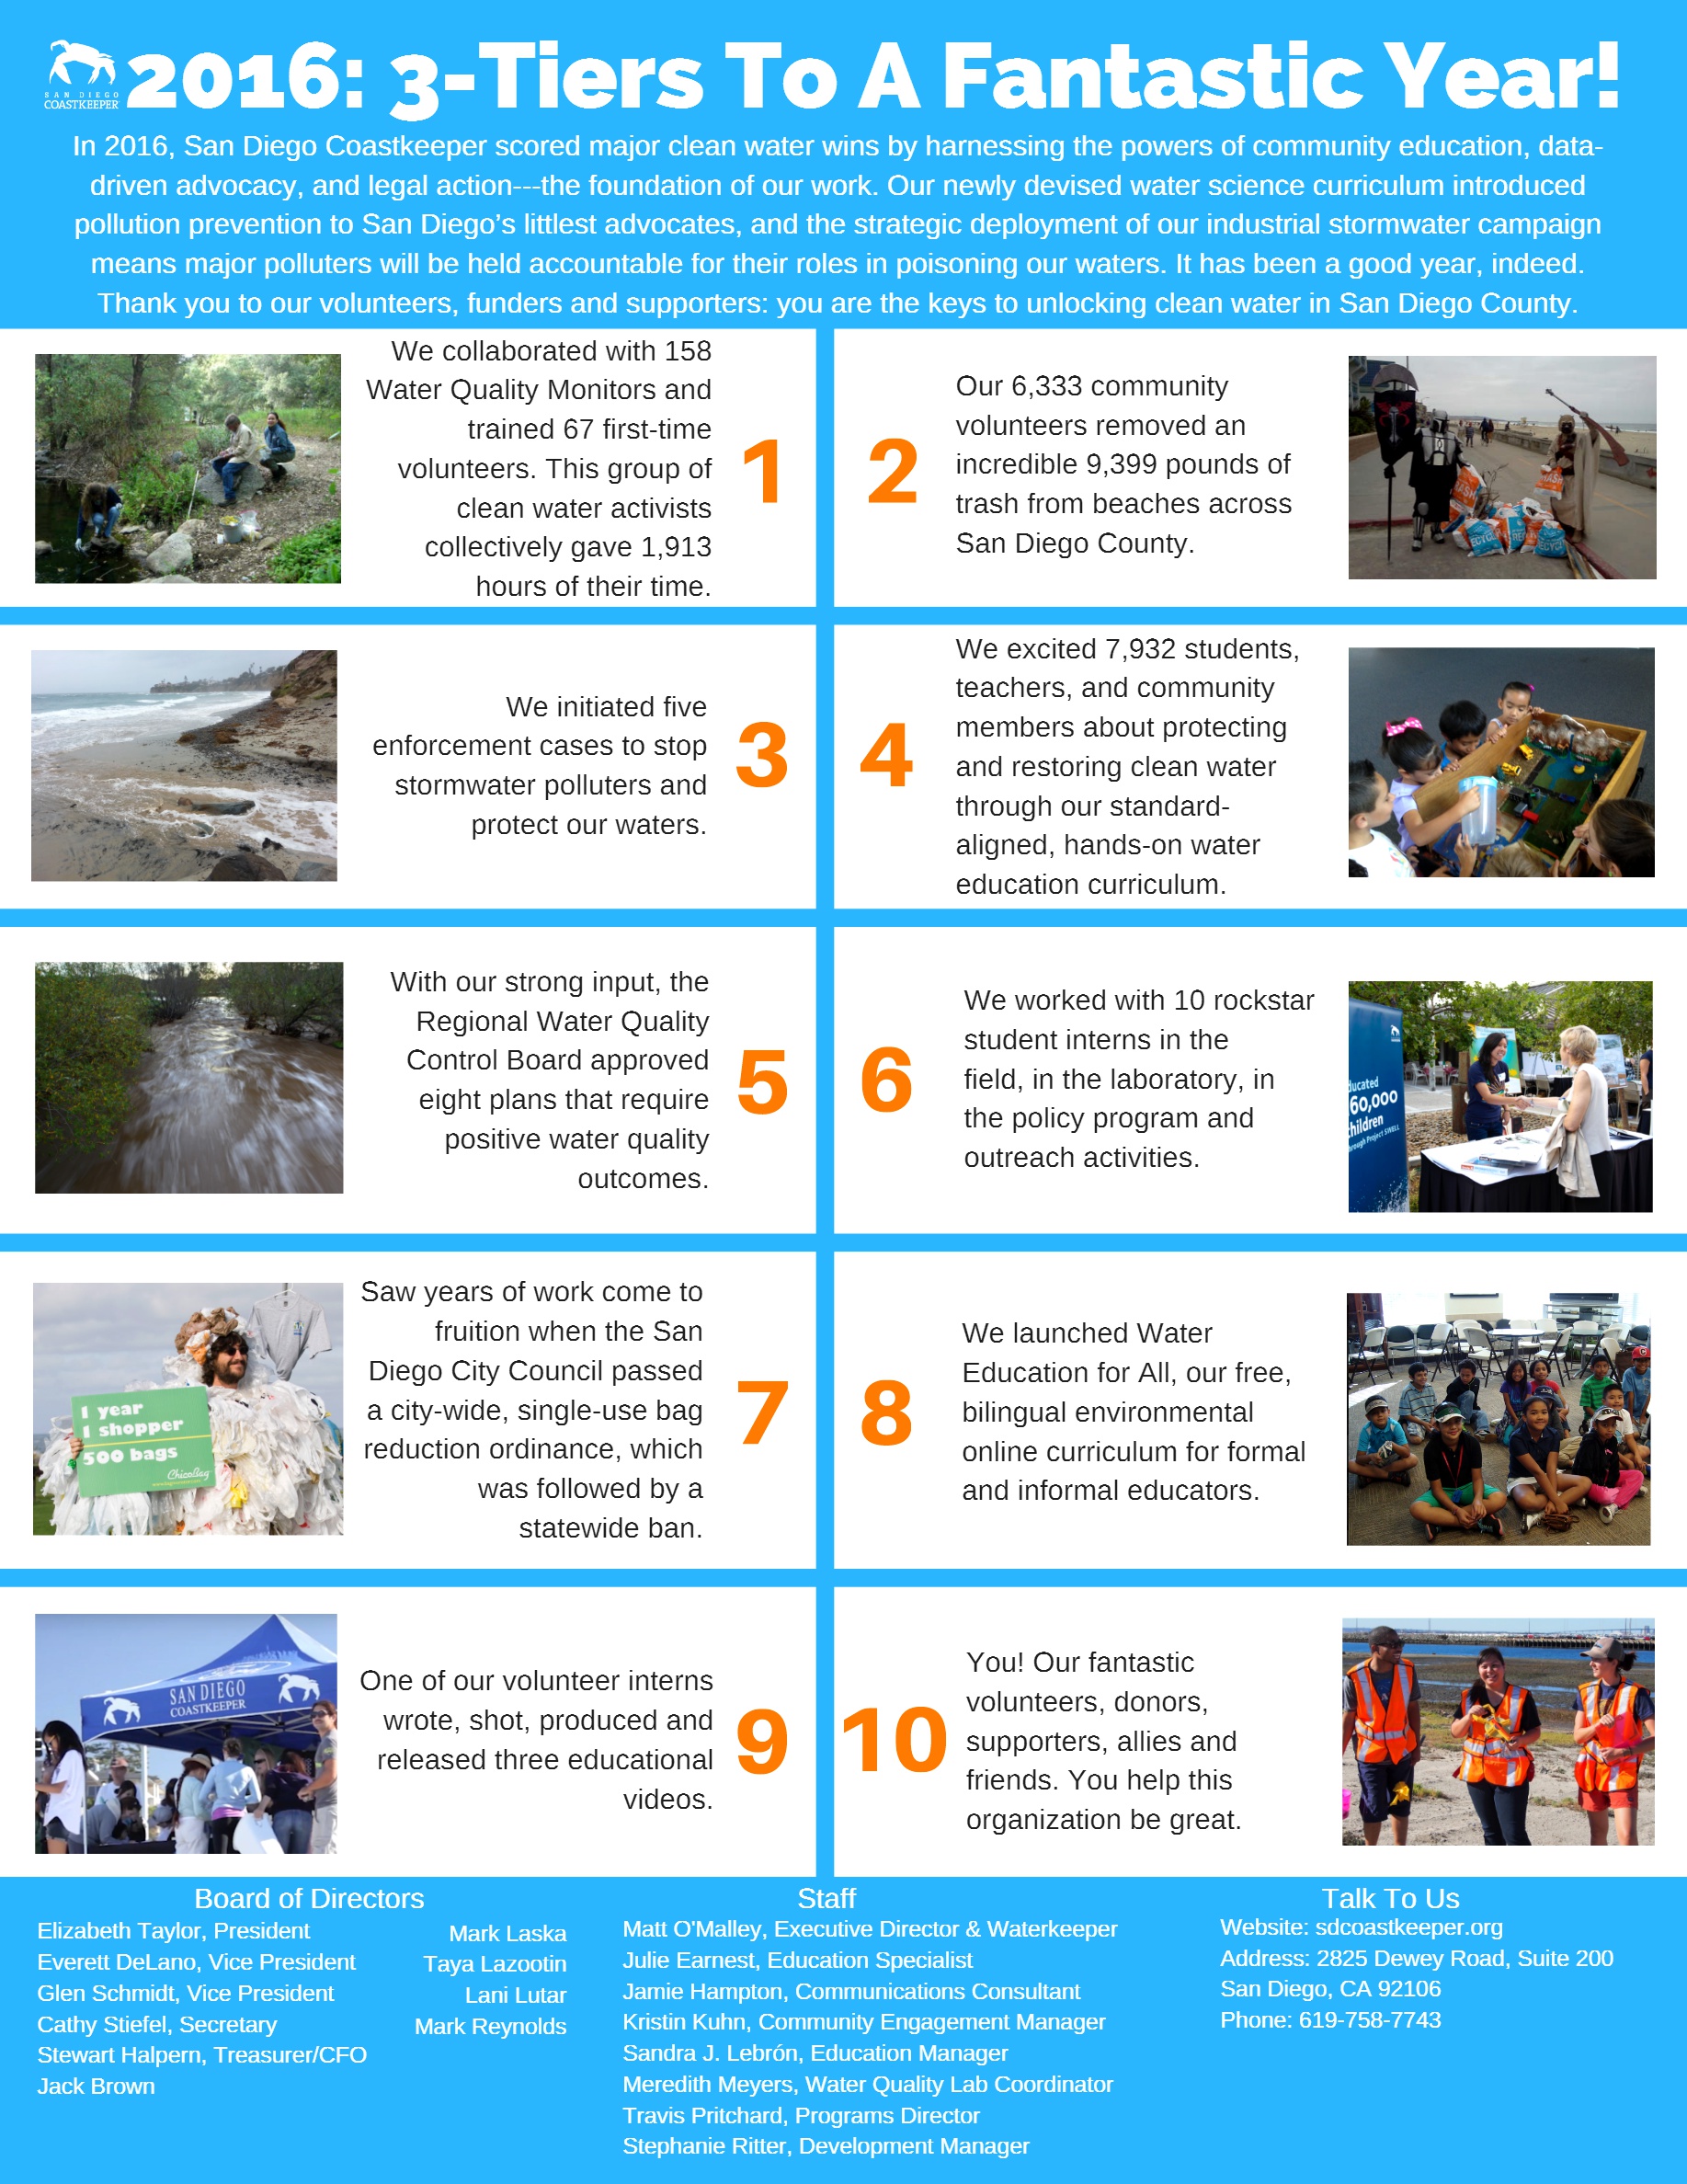 SAN DIEGO
COASTKEEPER
2016: 3-Tiers To A Fantastic Year!
In 2016, San Diego Coastkeeper scored major clean water wins by harnessing the powers of community education, data-
driven advocacy, and legal action---the foundation of our work. Our newly devised water science curriculum introduced
pollution prevention to San Diego's littlest advocates, and the strategic deployment of our industrial stormwater campaign
means major polluters will be held accountable for their roles in poisoning our waters. It has been a good year, indeed.
Thank you to our volunteers, funders and supporters: you are the keys to unlocking clean water in San Diego County.
We collaborated with 158
Water Quality Monitors and
trained 67 first-time
volunteers. This group of
clean water activists
collectively gave 1,913
hours of their time.
1
2
Our 6,333 community
volunteers removed an
incredible 9,399 pounds of
trash from beaches across
San Diego County.
We initiated five
enforcement cases to stop
stormwater polluters and
protect our waters.
3
4
We excited 7,932 students,
teachers, and community
members about protecting
and restoring clean water
through our standard-
aligned, hands-on water
education curriculum.
With our strong input, the
Regional Water Quality
Control Board approved
eight plans that require
positive water quality
outcomes.
5
6
We worked with 10 rockstar
student interns in the
field, in the laboratory, in
the policy program and
outreach activities.
ducated
60,000
hildren
hrough Project SWELL
Saw years of work come to
fruition when the San
Diego City Council passed
a city-wide, single-use bag
reduction ordinance, which
was followed by a
statewide ban.
1 year
1 shopper
500 bags
ChicoBag
7
8
We launched Water
Education for All, our free,
bilingual environmental
online curriculum for formal
and informal educators.
SAN DIEGO
COASTKEEPER
One of our volunteer interns
wrote, shot, produced and
released three educational
videos.
9
10
You! Our fantastic
volunteers, donors,
supporters, allies and
friends. You help this
organization be great.
Board of Directors
Elizabeth Taylor, President
Everett DeLano, Vice President
Glen Schmidt, Vice President
Cathy Stiefel, Secretary
Stewart Halpern, Treasurer/CFO
Jack Brown
Mark Laska
Taya Lazootin
Lani Lutar
Mark Reynolds
Staff
Matt O'Malley, Executive Director & Waterkeeper
Julie Earnest, Education Specialist
Jamie Hampton, Communications Consultant
Kristin Kuhn, Community Engagement Manager
Sandra J. Lebrón, Education Manager
Meredith Meyers, Water Quality Lab Coordinator
Travis Pritchard, Programs Director
Stephanie Ritter, Development Manager
Talk To Us
Website: sdcoastkeeper.org
Address: 2825 Dewey Road, Suite 200
San Diego, CA 92106
Phone: 619-758-7743